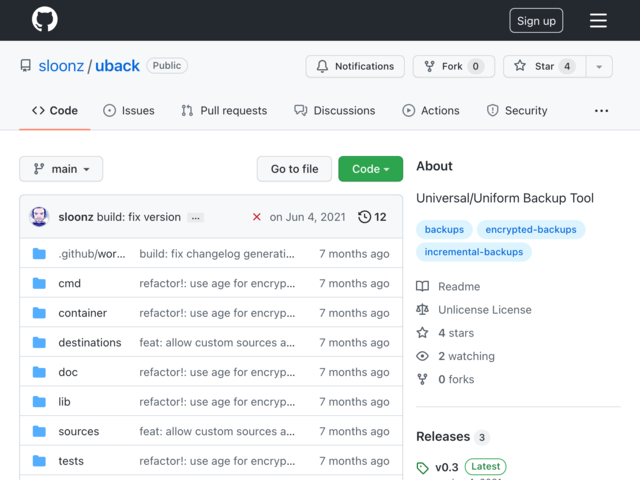 Sign up
sloonz / uback Public
Notifications
Fork 0
Star 4
Code
Issues
Pull requests
Discussions
Actions
Security
main
Go to file
Code
sloonz build: fix version ...
on Jun 4, 2021
12
.github/wor... build: fix changelog generati... 7 months ago
cmd refactor!: use age for encryp... 7 months ago
container refactor!: use age for encryp... 7 months ago
destinations feat: allow custom sources a... 7 months ago
doc refactor!: use age for encryp... 7 months ago
lib refactor!: use age for encryp... 7 months ago
sources feat: allow custom sources a... 7 months ago
tests refactor!: use age for encryp... 7 months ago
About
Universal/Uniform Backup Tool
backups encrypted-backups
incremental-backups
Readme
Unlicense License
4 stars
2 watching
0 forks
Releases 3
v0.3 Latest